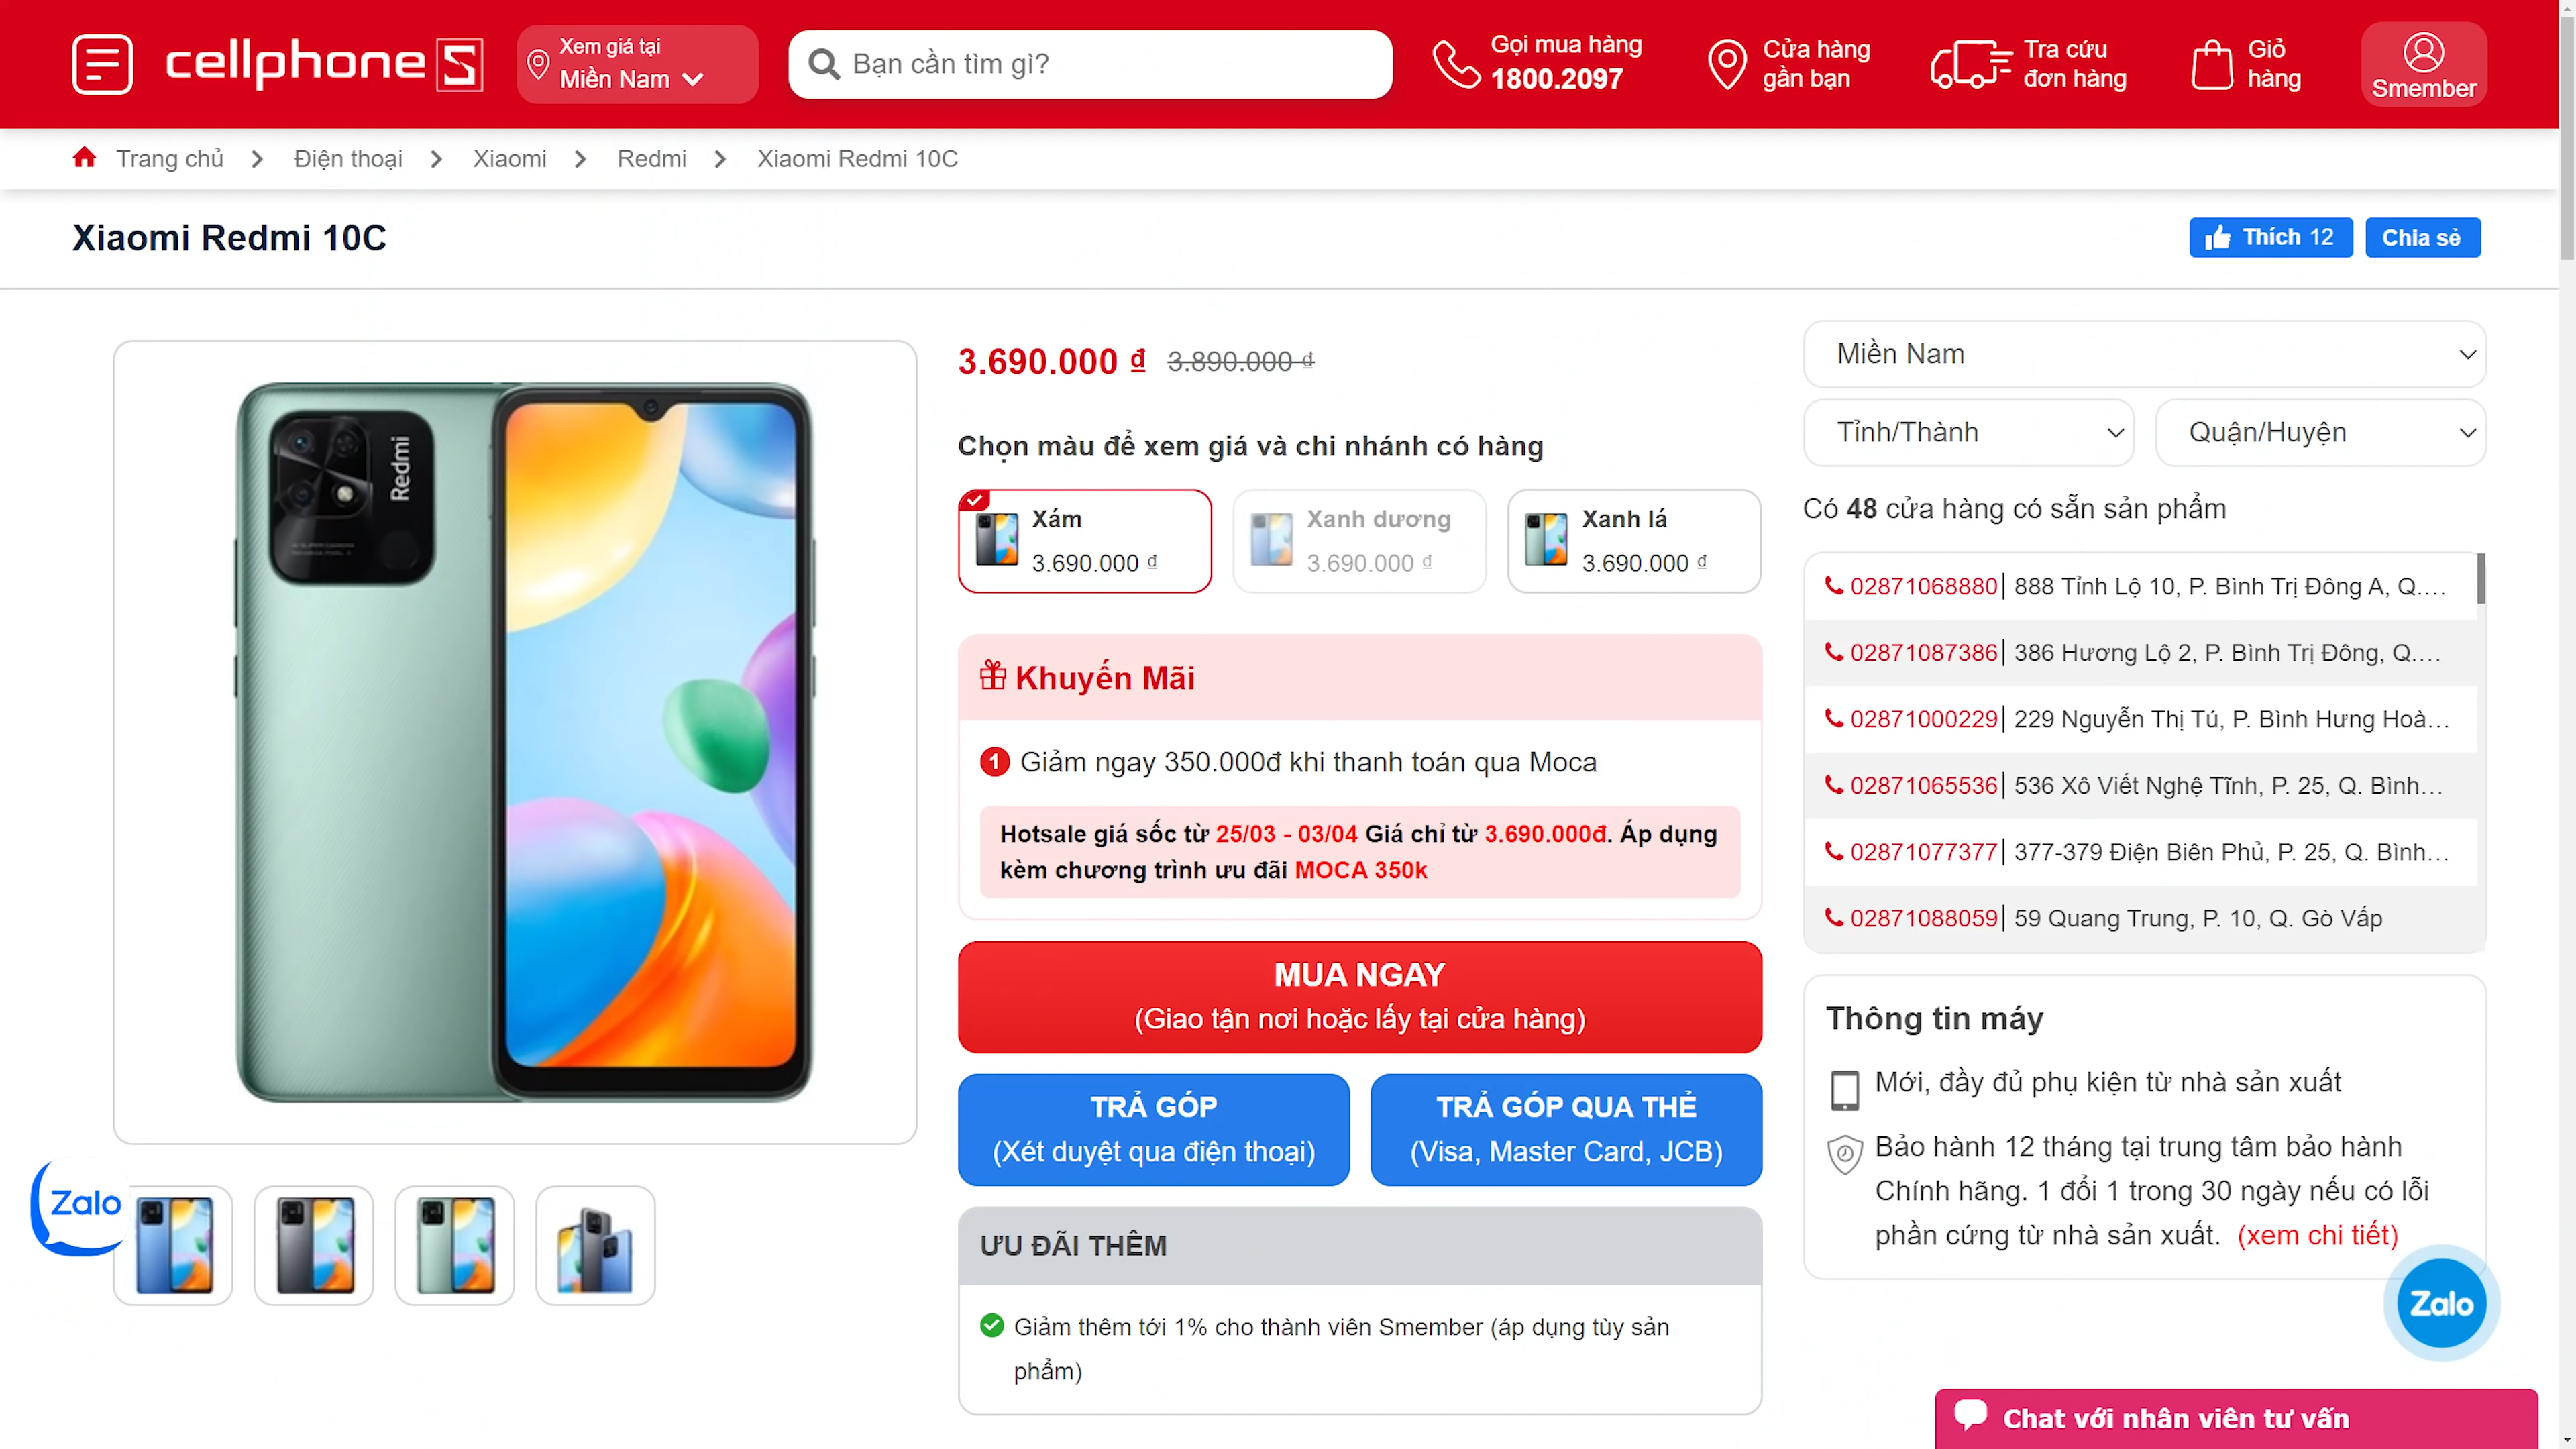 cellphoneS
Xem giá tại
Miền Nam
Bạn cần tìm gì?
Gọi mua hàng
1800.2097
Cửa hàng
gần bạn
Tra cứu
đơn hàng
Giỏ
hàng
Smember
Trang chủ
Điện thoại
Xiaomi
Redmi
Xiaomi Redmi 10C
Xiaomi Redmi 10C
Thích 12
Chia sẻ
Redmi
3.690.000 ₫ 3.890.000 ₫
Chọn màu để xem giá và chi nhánh có hàng
Xám
3.690.000 ₫
Xanh dương
3.690.000 ₫
Xanh lá
3.690.000 ₫
Khuyến Mãi
1 Giảm ngay 350.000đ khi thanh toán qua Moca
Hotsale giá sốc từ 25/03 - 03/04 Giá chỉ từ 3.690.000đ. Áp dụng
kèm chương trình ưu đãi MOCA 350k
MUA NGAY
(Giao tận nơi hoặc lấy tại cửa hàng)
TRẢ GÓP
(Xét duyệt qua điện thoại)
TRẢ GÓP QUA THẺ
(Visa, Master Card, JCB)
ƯU ĐÃI THÊM
Giảm thêm tới 1% cho thành viên Smember (áp dụng tùy sản
phẩm)
Miền Nam
Tỉnh/Thành
Quận/Huyện
Có 48 cửa hàng có sẵn sản phẩm
02871068880| 888 Tỉnh Lộ 10, P. Bình Trị Đông A, Q....
02871087386| 386 Hương Lộ 2, P. Bình Trị Đông, Q....
02871000229| 229 Nguyễn Thị Tú, P. Bình Hưng Hoà...
02871065536| 536 Xô Viết Nghệ Tĩnh, P. 25, Q. Bình...
02871077377| 377-379 Điện Biên Phủ, P. 25, Q. Bình...
02871088059| 59 Quang Trung, P. 10, Q. Gò Vấp
Thông tin máy
Mới, đầy đủ phụ kiện từ nhà sản xuất
Bảo hành 12 tháng tại trung tâm bảo hành
Chính hãng. 1 đổi 1 trong 30 ngày nếu có lỗi
phần cứng từ nhà sản xuất. (xem chi tiết)
Zalo
Zalo
Chat với nhân viên tư vấn